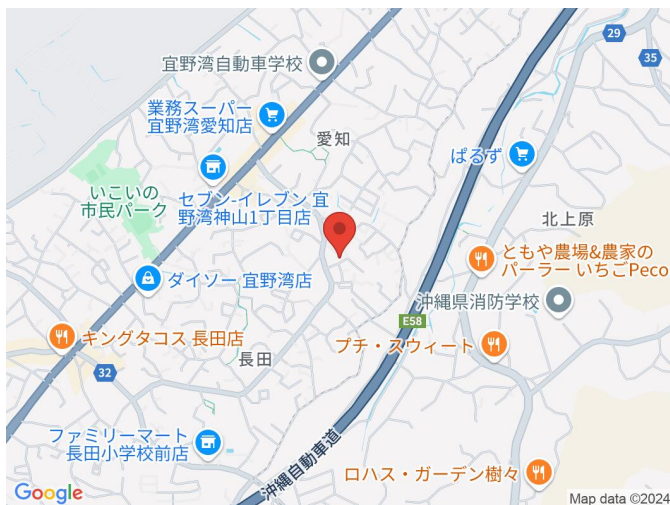 29
35
宜野湾自動車学校
業務スーパー
宜野湾愛知店
愛知
ぱるず
いこいの
市民パーク
セブン-イレブン 宜
野湾神山1丁目店
北上原
ともや農場&農家の
パーラー いちごPeco
ダイソー 宜野湾店
沖縄県消防学校
E58
キングタコス 長田店
プチ・スウィート
長田
32
ファミリーマート
長田小学校前店
沖縄自動車道
ロハス・ガーデン樹々
Google
Map data ©2024